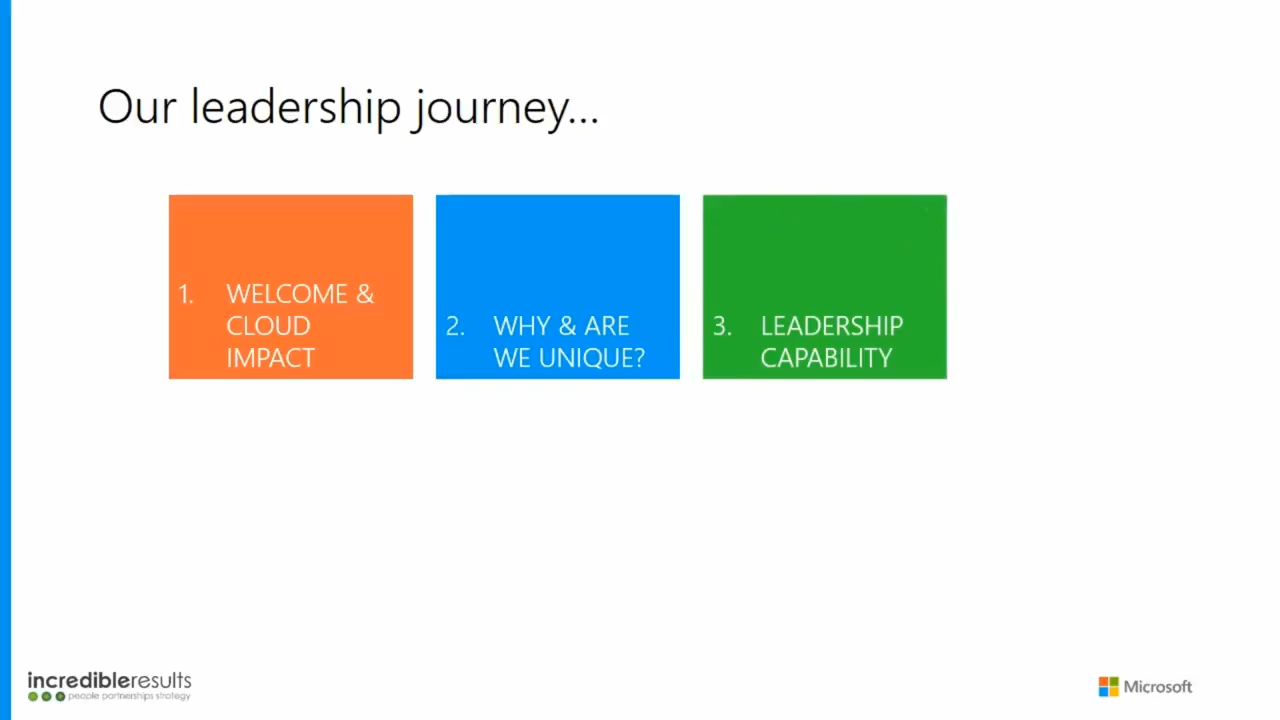 Our leadership journey...
1. WELCOME &
CLOUD
IMPACT
2. WHY & ARE
WE UNIQUE?
3. LEADERSHIP
CAPABILITY
incredibleresults
people partnerships strategy
Microsoft